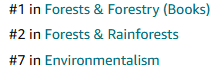 #1 in Forests & Forestry (Books)
#2 in Forests & Rainforests
#7 in Environmentalism